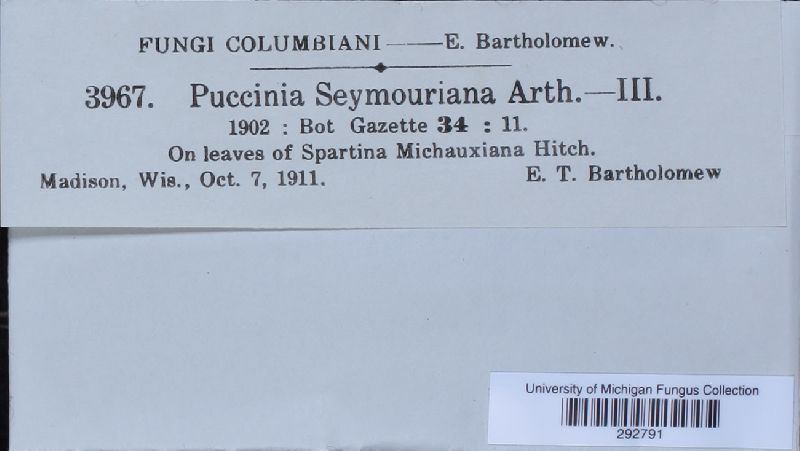 FUNGI COLUMBIANI——E. Bartholomew.
3967. Puccinia Seymouriana Arth.—III.
1902 : Bot Gazette 34 : 11.
On leaves of Spartina Michauxiana Hitch.
Madison, Wis., Oct. 7, 1911. E. T. Bartholomew
University of Michigan Fungus Collection
292791